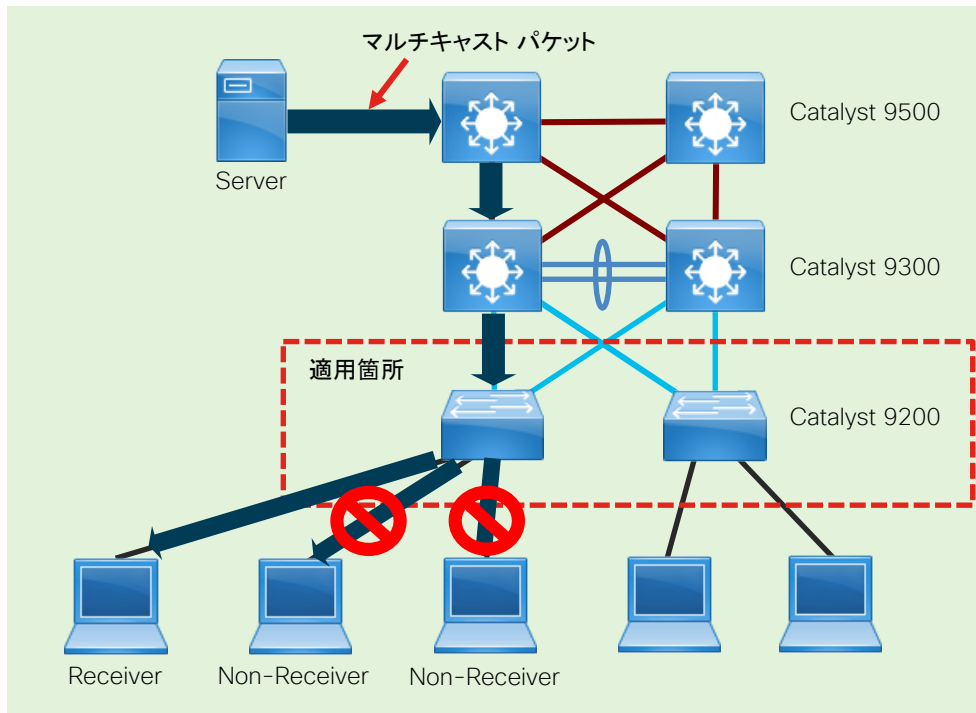 マルチキャスト パケット
Catalyst 9500
Server
Catalyst 9300
適用箇所
Catalyst 9200
Receiver
Non-Receiver
Non-Receiver